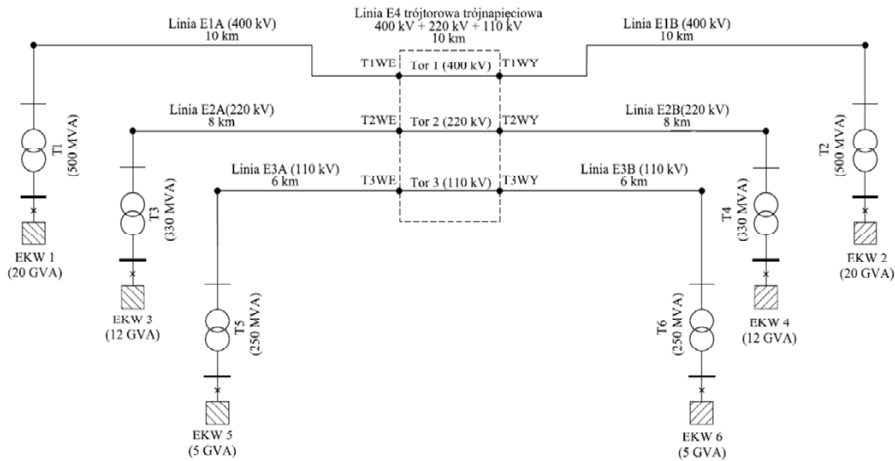 Linia E1A (400 kV)
10 km
Linia E4 trójtorowa trójnapięciowa
400 kV + 220 kV + 110 kV
10 km
Linia E1B (400 kV)
10 km
T1WE
Tor 1 (400 kV)
T1WY
Linia E2A(220 kV)
8 km
T2WE
Tor 2 (220 kV)
T2WY
Linia E2B(220 kV)
8 km
Linia E3A (110 kV)
6 km
T3WE
Tor 3 (110 kV)
T3WY
Linia E3B (110 kV)
6 km
T1
(500 MVA)
T3
(330 MVA)
T5
(250 MVA)
T6
(250 MVA)
T4
(330 MVA)
T2
(500 MVA)
EKW 1
(20 GVA)
EKW 3
(12 GVA)
EKW 5
(5 GVA)
EKW 6
(5 GVA)
EKW 4
(12 GVA)
EKW 2
(20 GVA)